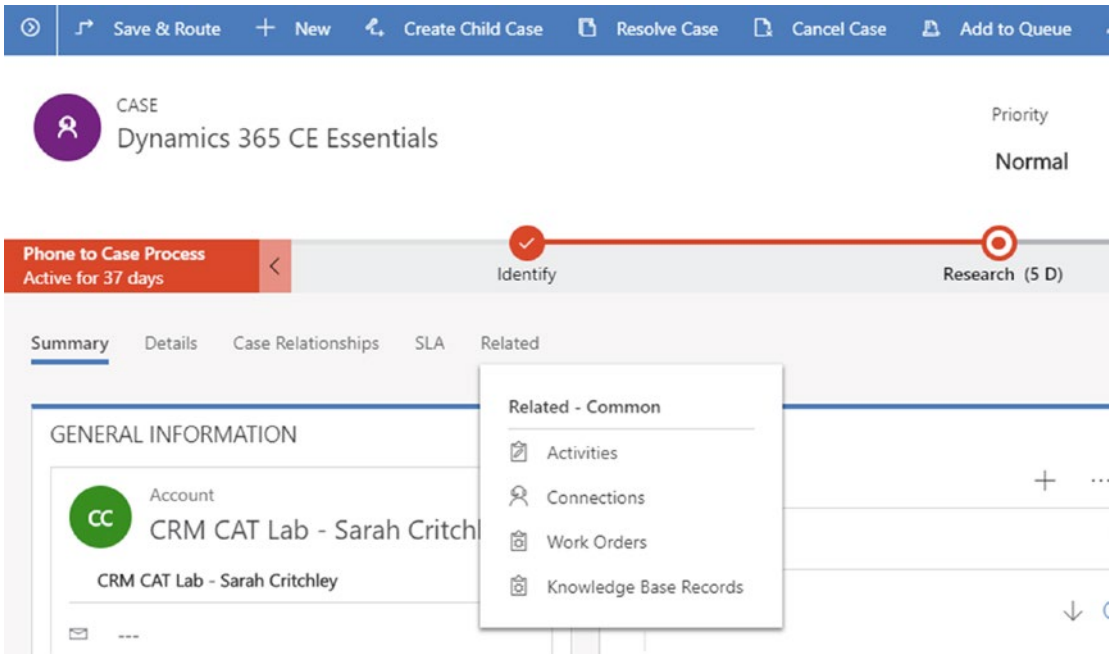 Save & Route + New Create Child Case Resolve Case Cancel Case Add to Queue
CASE
Dynamics 365 CE Essentials
Priority
Normal
Phone to Case Process
Active for 37 days
<
Identify
Research (5 D)
Summary Details Case Relationships SLA Related
Related - Common
Activities
Connections
Work Orders
Knowledge Base Records
GENERAL INFORMATION
CC
Account
CRM CAT Lab - Sarah Critchl
CRM CAT Lab - Sarah Critchley
---
+ ...